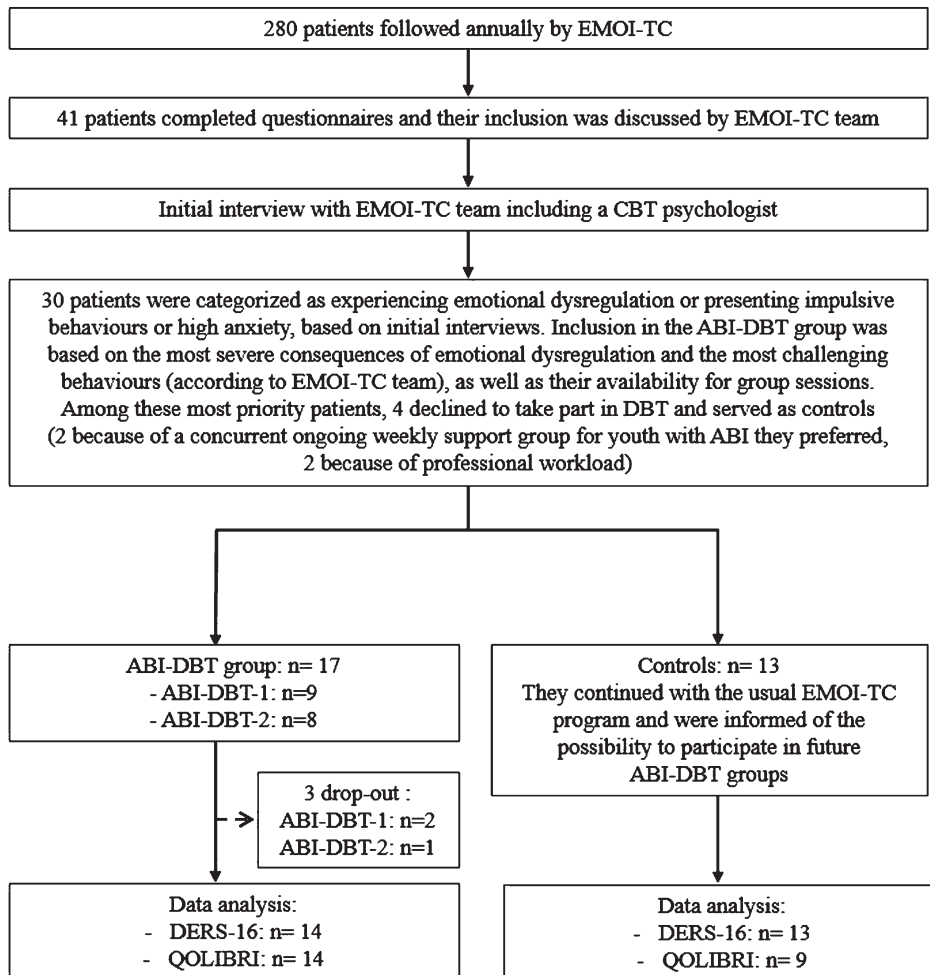 280 patients followed annually by EMOI-TC
41 patients completed questionnaires and their inclusion was discussed by EMOI-TC team
Initial interview with EMOI-TC team including a CBT psychologist
30 patients were categorized as experiencing emotional dysregulation or presenting impulsive
behaviours or high anxiety, based on initial interviews. Inclusion in the ABI-DBT group was
based on the most severe consequences of emotional dysregulation and the most challenging
behaviours (according to EMOI-TC team), as well as their availability for group sessions.
Among these most priority patients, 4 declined to take part in DBT and served as controls
(2 because of a concurrent ongoing weekly support group for youth with ABI they preferred,
2 because of professional workload)
ABI-DBT group: n= 17
- ABI-DBT-1: n=9
- ABI-DBT-2: n=8
Controls: n= 13
They continued with the usual EMOI-TC
program and were informed of the
possibility to participate in future
ABI-DBT groups
3 drop-out :
ABI-DBT-1: n=2
ABI-DBT-2: n=1
Data analysis:
- DERS-16: n= 14
- QOLIBRI: n= 14
Data analysis:
- DERS-16: n= 13
- QOLIBRI: n= 9